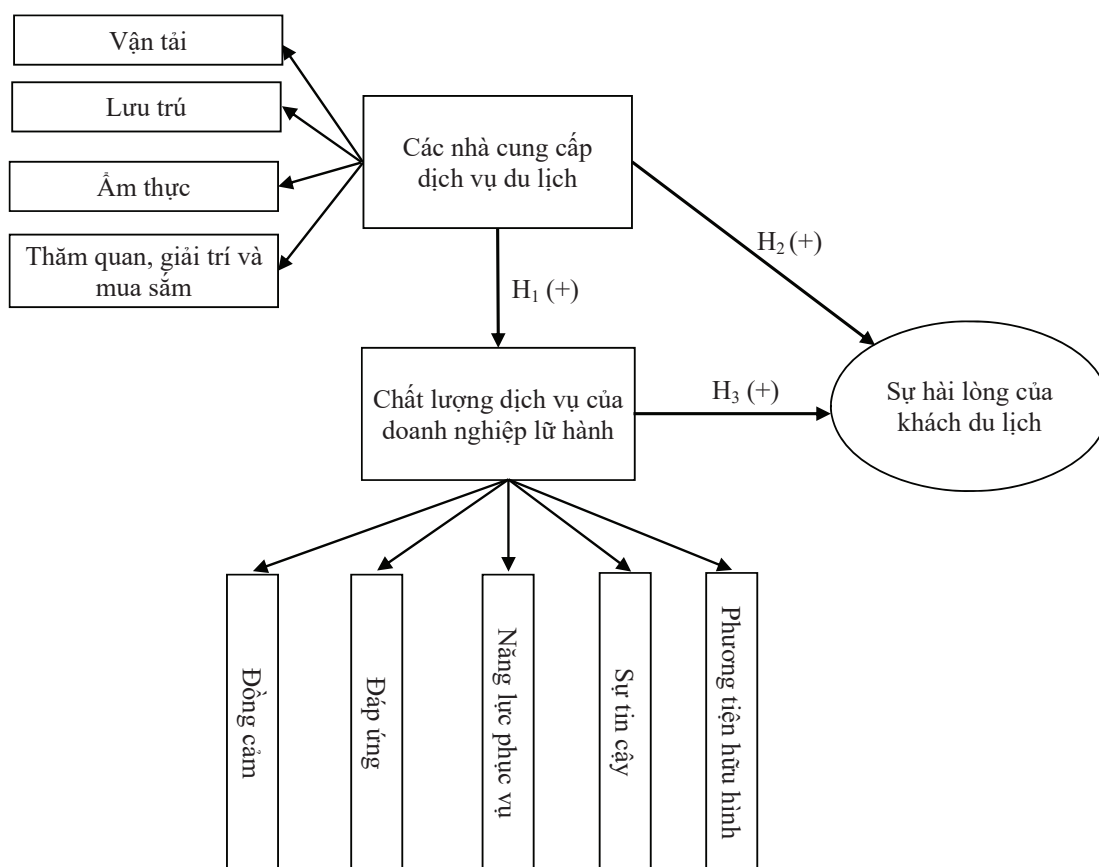 Vận tải
Lưu trú
Ẩm thực
Thăm quan, giải trí và
mua sắm
Các nhà cung cấp
dịch vụ du lịch
H₂ (+)
H₁ (+)
Chất lượng dịch vụ của
doanh nghiệp lữ hành
H₃ (+)
Sự hài lòng của
khách du lịch
Đồng cảm
Đáp ứng
Năng lực phục vụ
Sự tin cậy
Phương tiện hữu hình